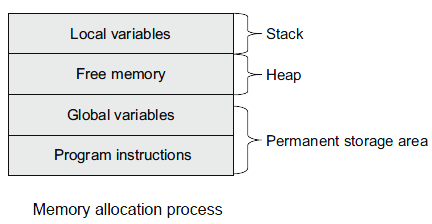 Local variables
Stack
Free memory
Heap
Global variables
Program instructions
Permanent storage area
Memory allocation process